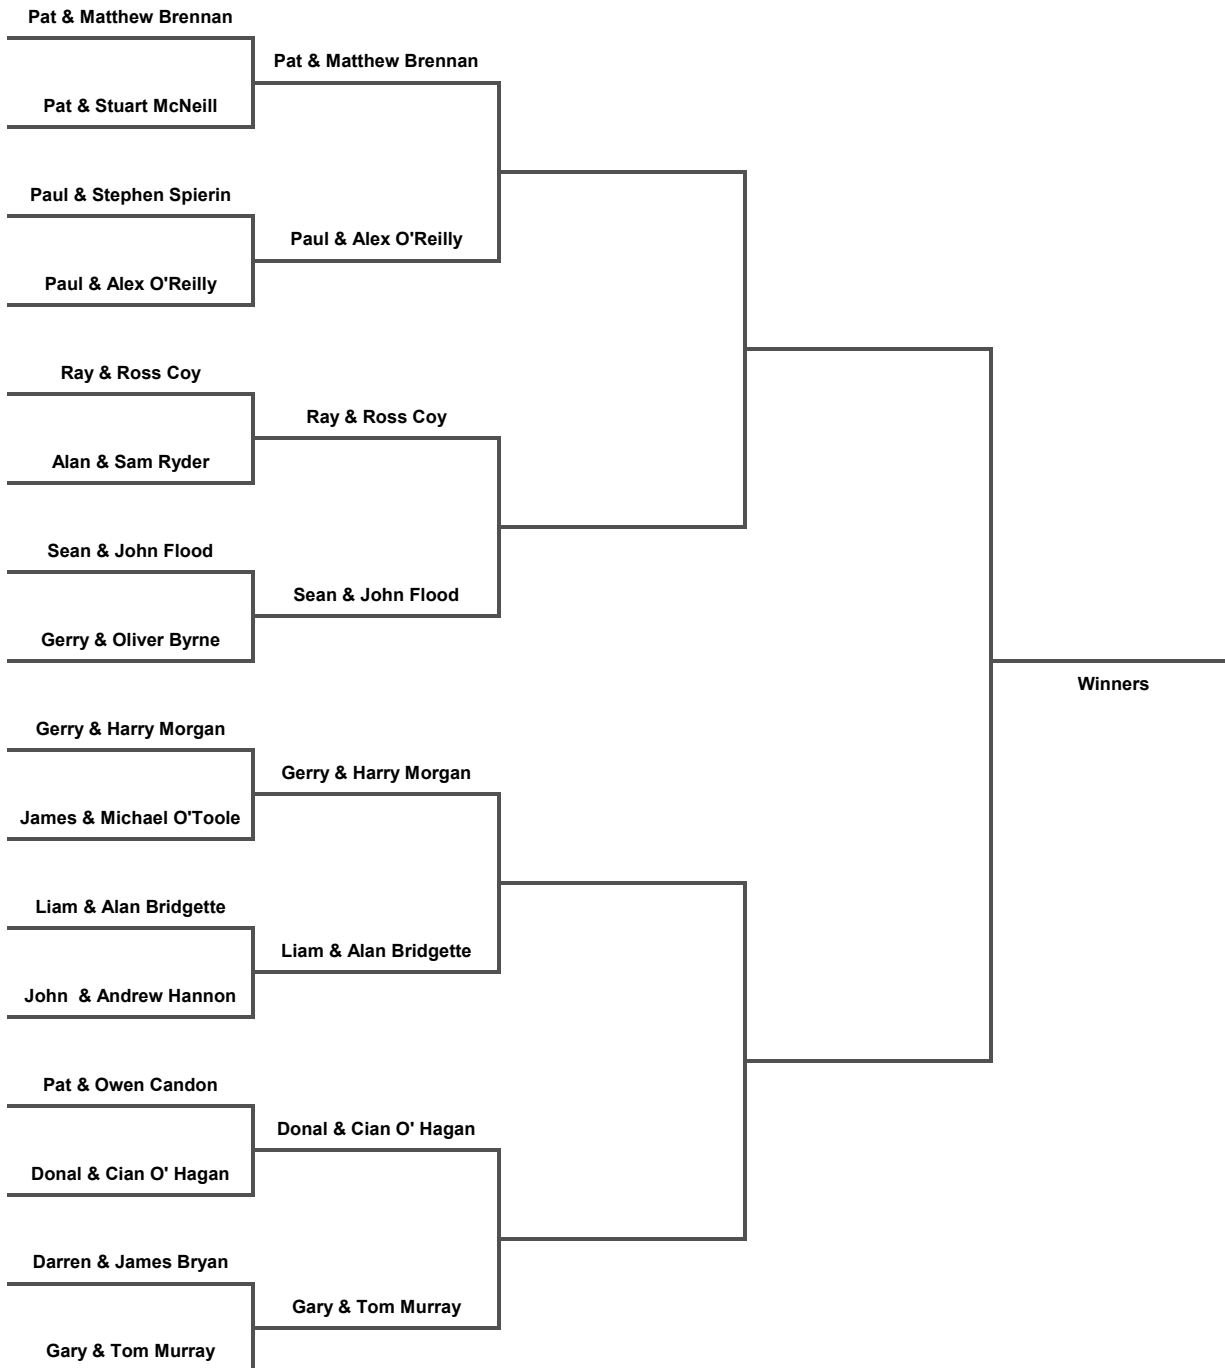 Pat & Matthew Brennan
Pat & Matthew Brennan
Pat & Stuart McNeill
Paul & Stephen Spierin
Paul & Alex O'Reilly
Paul & Alex O'Reilly
Ray & Ross Coy
Ray & Ross Coy
Alan & Sam Ryder
Sean & John Flood
Sean & John Flood
Gerry & Oliver Byrne
Winners
Gerry & Harry Morgan
Gerry & Harry Morgan
James & Michael O'Toole
Liam & Alan Bridgette
Liam & Alan Bridgette
John  & Andrew Hannon
Pat & Owen Candon
Donal & Cian O' Hagan
Donal & Cian O' Hagan
Darren & James Bryan
Gary & Tom Murray
Gary & Tom Murray